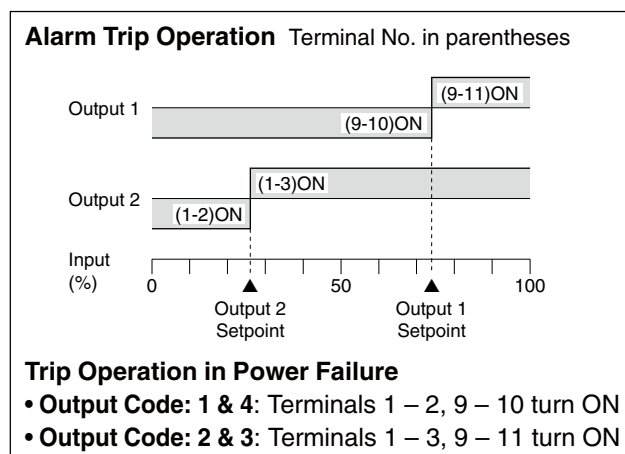 Alarm Trip Operation Terminal No. in parentheses
Output 1
(9-11)ON
(9-10)ON
Output 2
(1-3)ON
(1-2)ON
Input
(%)
0 50 100
Output 2
Setpoint
Output 1
Setpoint
Trip Operation in Power Failure
• Output Code: 1 & 4: Terminals 1 – 2, 9 – 10 turn ON
• Output Code: 2 & 3: Terminals 1 – 3, 9 – 11 turn ON